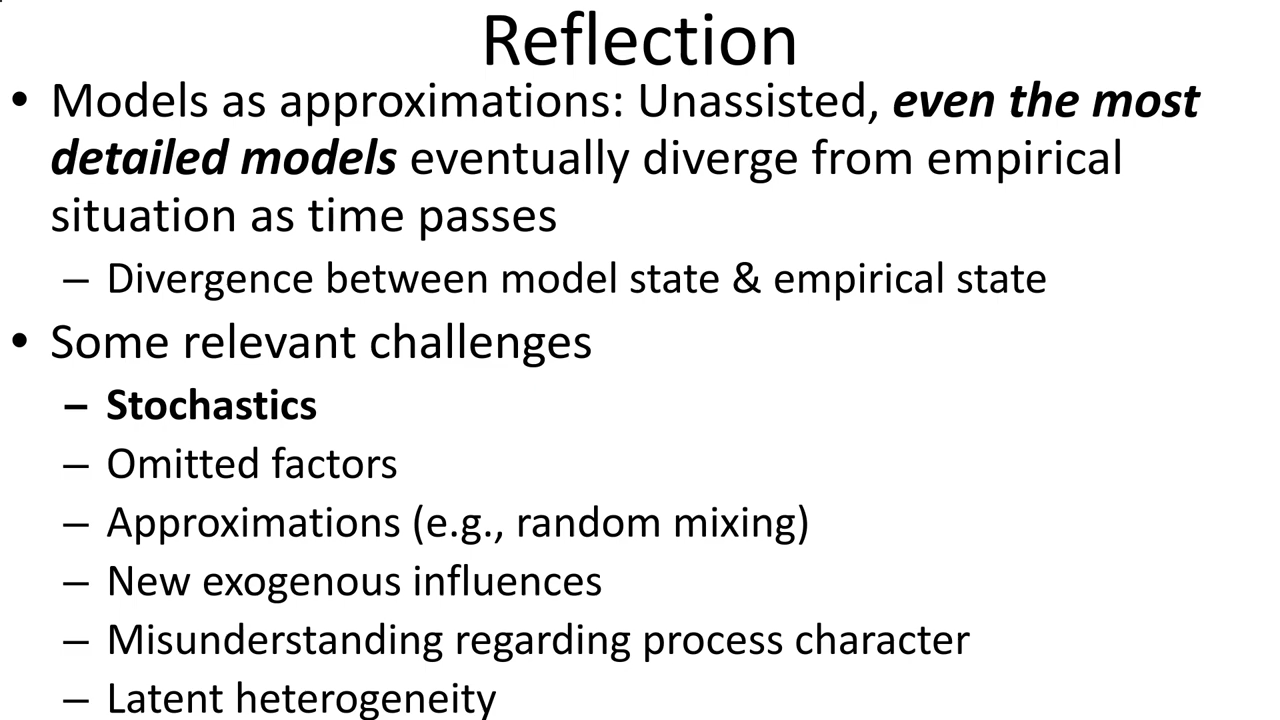 Reflection
• Models as approximations: Unassisted, even the most
detailed models eventually diverge from empirical
situation as time passes
– Divergence between model state & empirical state
• Some relevant challenges
– Stochastics
– Omitted factors
– Approximations (e.g., random mixing)
– New exogenous influences
– Misunderstanding regarding process character
– Latent heterogeneity